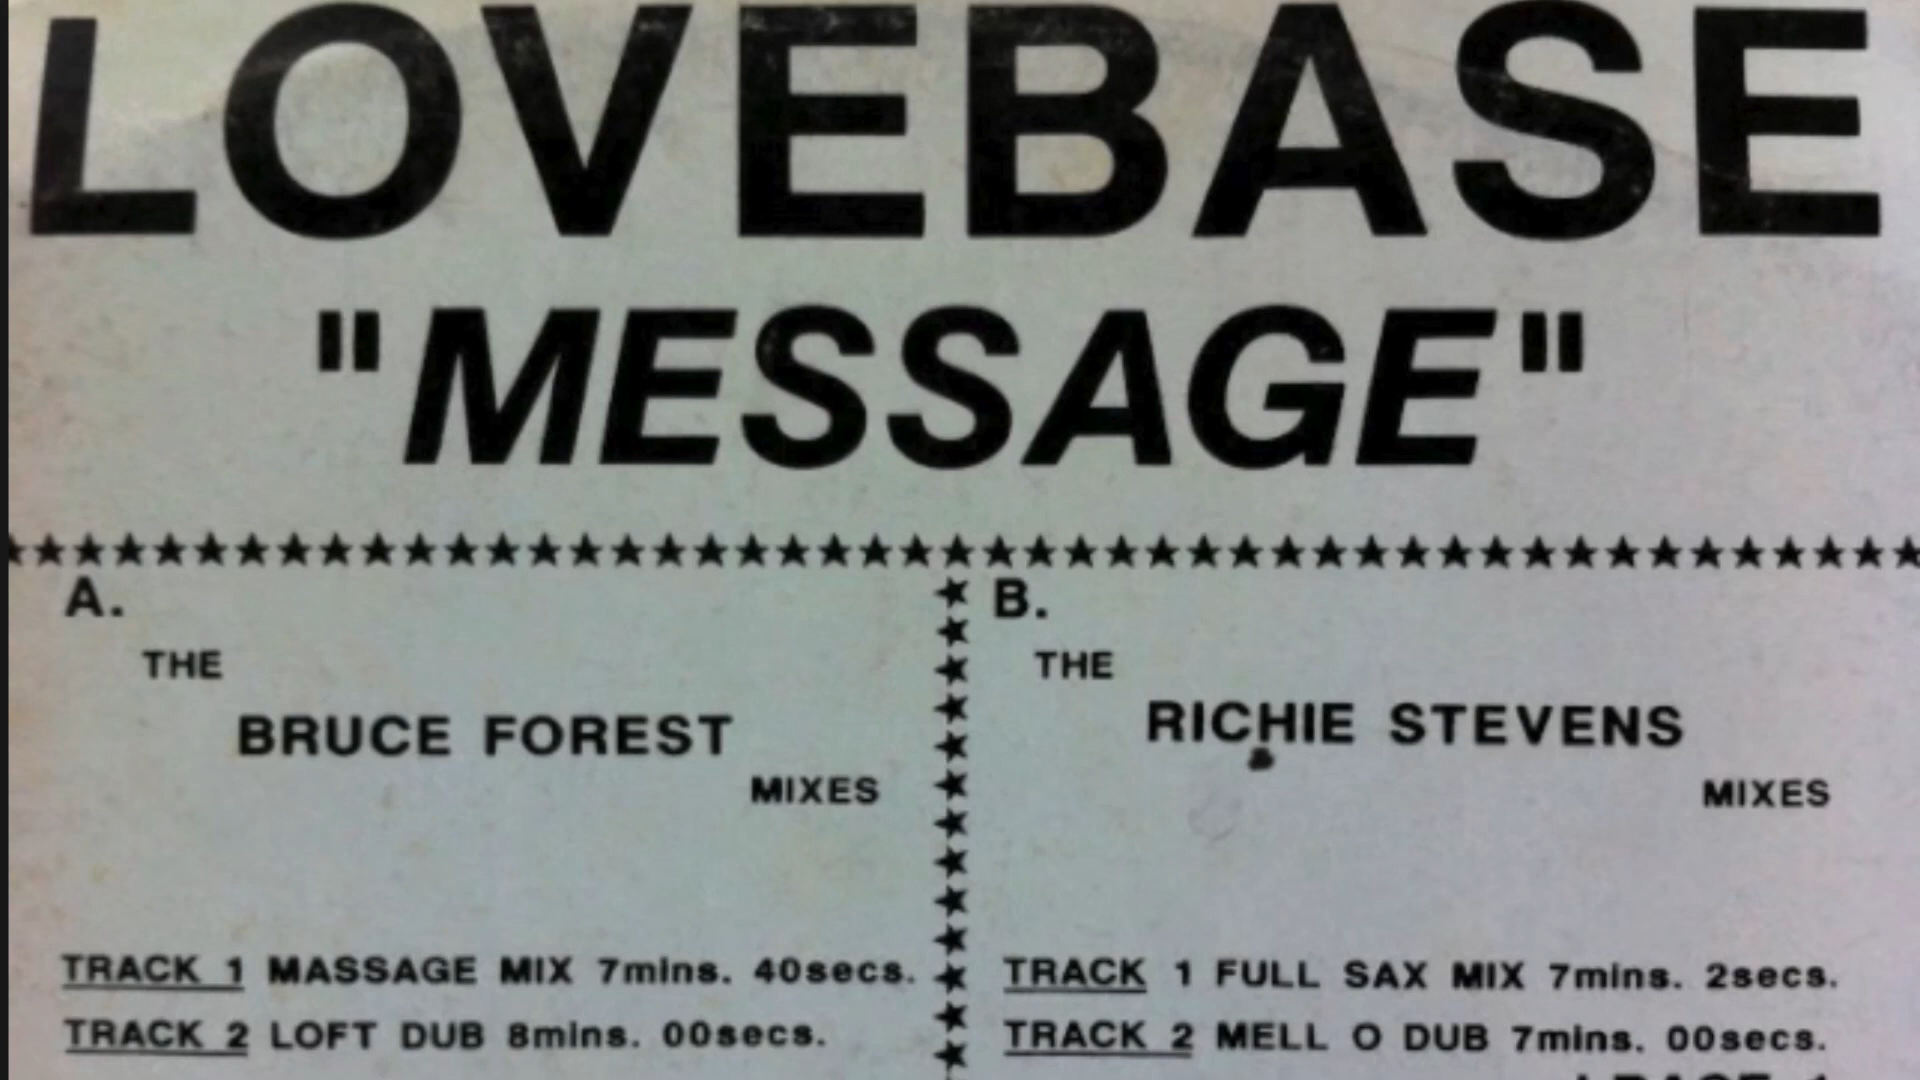 LOVEBASE
"MESSAGE"
A.
THE
BRUCE FOREST
MIXES
TRACK 1 MASSAGE MIX 7mins. 40secs.
TRACK 2 LOFT DUB 8mins. 00secs.
B.
THE
RICHIE STEVENS
MIXES
TRACK 1 FULL SAX MIX 7mins. 2secs.
TRACK 2 MELL O DUB 7mins. 00secs.